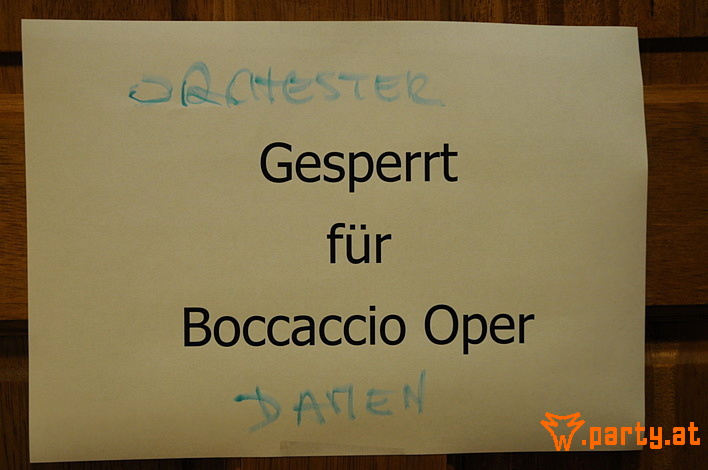 ORCHESTER
Gesperrt
für
Boccaccio Oper
DAMEN
w.party.at